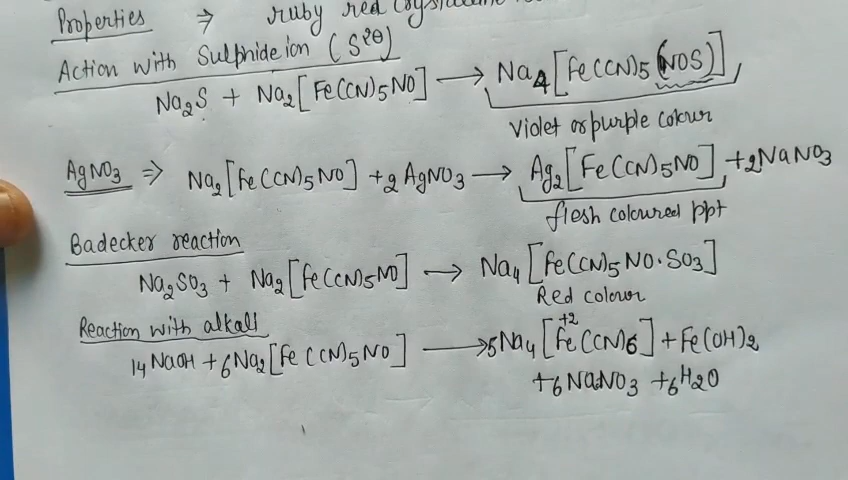 Properties ⇒ ruby red crystalline
Action with Sulphide ion (S²⊖)
Na₂S + Na₂[Fe(CN)₅NO] ⟶ Na₄[Fe(CN)₅(NOS)]
violet or purple colour
AgNO₃ ⇒ Na₂[Fe(CN)₅NO] + 2AgNO₃ ⟶ Ag₂[Fe(CN)₅NO] + 2NaNO₃
flesh coloured ppt
Badecker reaction
Na₂SO₃ + Na₂[Fe(CN)₅NO] ⟶ Na₄[Fe(CN)₅NO·SO₃]
Red colour
Reaction with alkali
14NaOH + 6Na₂[Fe(CN)₅NO] ⟶ 5Na₄[Fe⁺²(CN)6] + Fe(OH)₂
+6NaNO₃ + 6H₂O